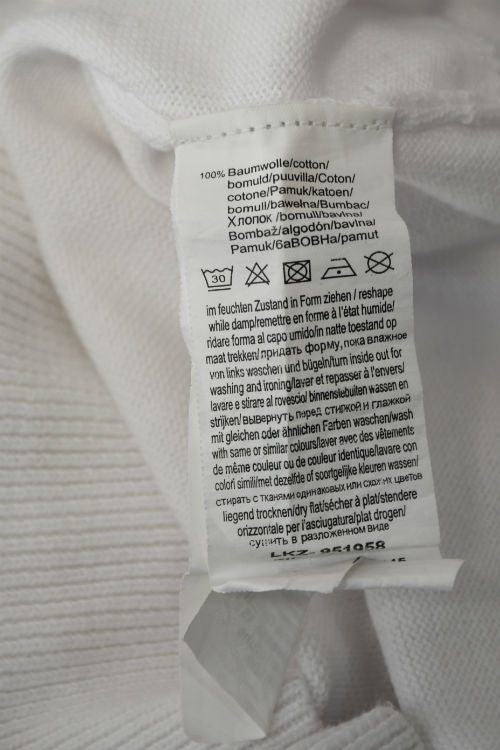 100% Baumwolle/cotton/
bomuld/puuvilla/Coton/
cotone/Pamuk/katoen/
bomull/bawełna/Bumbac/
Хлопок/bomull/bavlna/
Bombaž/algodón/bavlna/
Pamuk/6aBOBHa/pamut
30
im feuchten Zustand in Form ziehen / reshape
while damp/remettre en forme à l'état humide/
ridare forma al capo umido/in natte toestand op
maat trekken/придать форму, пока влажное
von links waschen und bügeln/turn inside out for
washing and ironing/laver et repasser à l'envers/
lavare e stirare al rovescio/ binnenstebuiten wassen en
strijken/ вывернуть перед стиркой и глажкой
mit gleichen oder ähnlichen Farben waschen/wash
with same or similar colours/laver avec des vêtements
de même couleur ou de couleur identique/lavare con
colori simili/met dezelfde of soortgelijke kleuren wassen/
стирать с тканями одинаковых или схожих цветов
liegend trocknen/dry flat/sécher à plat/stendere
orizzontale per l'asciugatura/plat drogen/
сушить в разложенном виде
LKZ- 951958